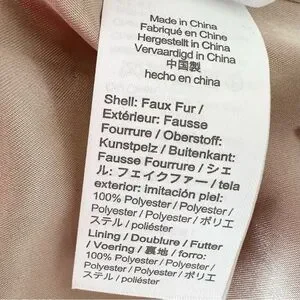 Made in China
Fabriqué en Chine
Hergestellt in China
Vervaardigd in China
中国製
hecho en china
Shell: Faux Fur /
Extérieur: Fausse
Fourrure / Oberstoff:
Kunstpelz / Buitenkant:
Fausse Fourrure / シェ
ル: フェイクファー / tela
exterior: imitación piel:
100% Polyester / Polyester /
Polyester / Polyester / ポリエ
ステル / poliéster
Lining / Doublure / Futter
/ Voering / 裏地 / forro:
100% Polyester / Polyester /
Polyester / Polyester / ポリエ
ステル / poliéster